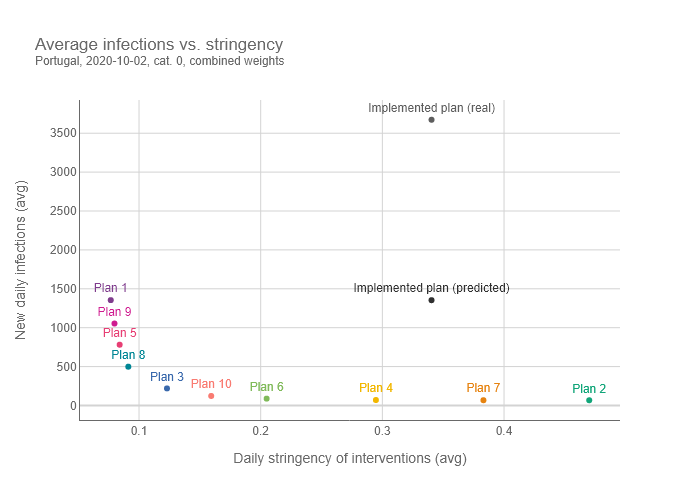 Average infections vs. stringency
Portugal, 2020-10-02, cat. 0, combined weights
New daily infections (avg)
3500
3000
2500
2000
1500
1000
500
0
Implemented plan (real)
Implemented plan (predicted)
Plan 1
Plan 9
Plan 5
Plan 8
Plan 3
Plan 10
Plan 6
Plan 4
Plan 7
Plan 2
0.1
0.2
0.3
0.4
Daily stringency of interventions (avg)